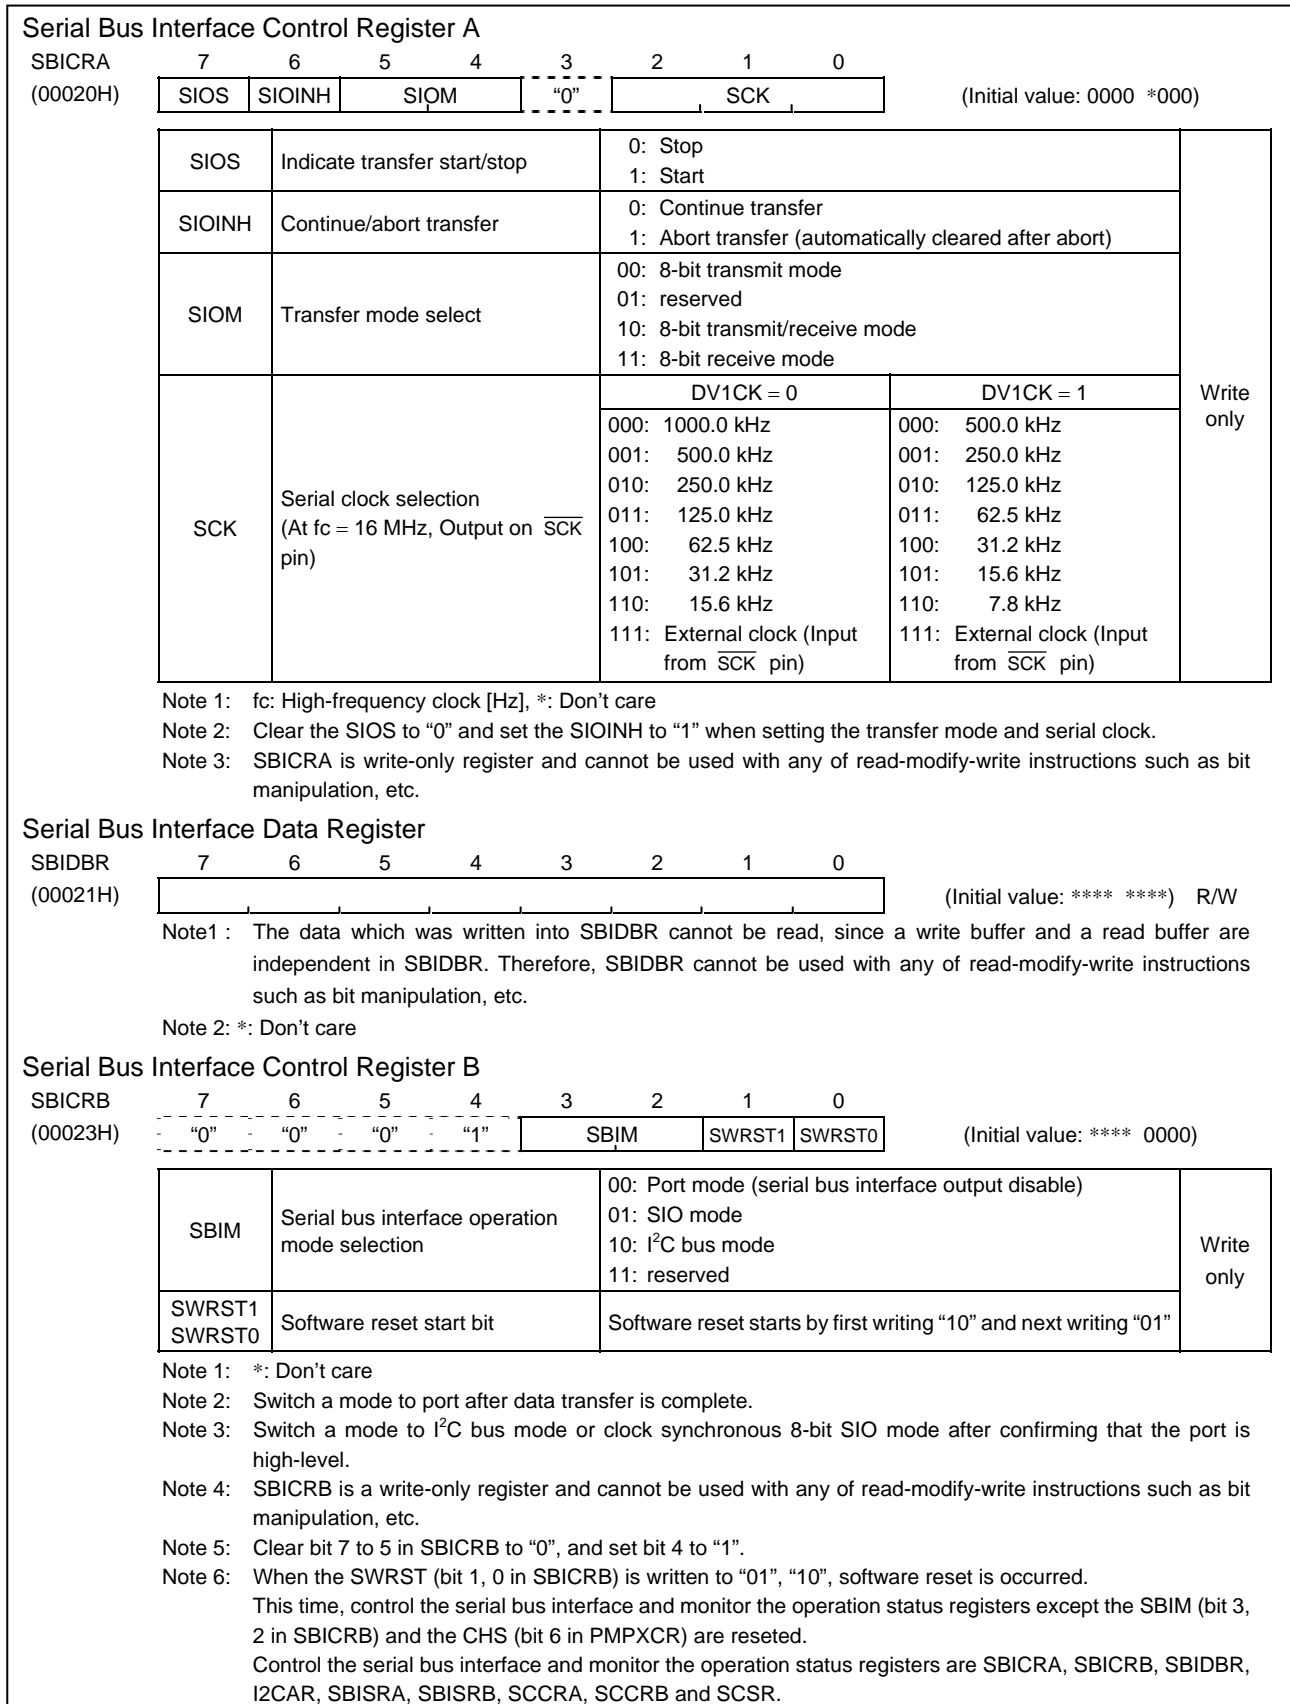 Serial Bus Interface Control Register A
SBICRA 7 6 5 4 3 2 1 0
(00020H) SIOS SIOINH SIOM “0” SCK (Initial value: 0000 *000)
SIOS Indicate transfer start/stop 0: Stop
1: Start
SIOINH Continue/abort transfer 0: Continue transfer
1: Abort transfer (automatically cleared after abort)
SIOM Transfer mode select 00: 8-bit transmit mode
01: reserved
10: 8-bit transmit/receive mode
11: 8-bit receive mode
SCK Serial clock selection
(At fc = 16 MHz, Output on SCK
pin)
DV1CK = 0 DV1CK = 1
000: 1000.0 kHz 000: 500.0 kHz
001: 500.0 kHz 001: 250.0 kHz
010: 250.0 kHz 010: 125.0 kHz
011: 125.0 kHz 011: 62.5 kHz
100: 62.5 kHz 100: 31.2 kHz
101: 31.2 kHz 101: 15.6 kHz
110: 15.6 kHz 110: 7.8 kHz
111: External clock (Input 111: External clock (Input
from SCK pin) from SCK pin)
Write
only
Note 1: fc: High-frequency clock [Hz], *: Don’t care
Note 2: Clear the SIOS to “0” and set the SIOINH to “1” when setting the transfer mode and serial clock.
Note 3: SBICRA is write-only register and cannot be used with any of read-modify-write instructions such as bit
manipulation, etc.
Serial Bus Interface Data Register
SBIDBR 7 6 5 4 3 2 1 0
(00021H) (Initial value: **** ****) R/W
Note1 : The data which was written into SBIDBR cannot be read, since a write buffer and a read buffer are
independent in SBIDBR. Therefore, SBIDBR cannot be used with any of read-modify-write instructions
such as bit manipulation, etc.
Note 2: *: Don’t care
Serial Bus Interface Control Register B
SBICRB 7 6 5 4 3 2 1 0
(00023H) “0” “0” “0” “1” SBIM SWRST1 SWRST0 (Initial value: **** 0000)
SBIM Serial bus interface operation
mode selection
00: Port mode (serial bus interface output disable)
01: SIO mode
10: I2C bus mode
11: reserved
SWRST1
SWRST0
Software reset start bit Software reset starts by first writing “10” and next writing “01”
Write
only
Note 1: *: Don’t care
Note 2: Switch a mode to port after data transfer is complete.
Note 3: Switch a mode to I2C bus mode or clock synchronous 8-bit SIO mode after confirming that the port is
high-level.
Note 4: SBICRB is a write-only register and cannot be used with any of read-modify-write instructions such as bit
manipulation, etc.
Note 5: Clear bit 7 to 5 in SBICRB to “0”, and set bit 4 to “1”.
Note 6: When the SWRST (bit 1, 0 in SBICRB) is written to “01”, “10”, software reset is occurred.
This time, control the serial bus interface and monitor the operation status registers except the SBIM (bit 3,
2 in SBICRB) and the CHS (bit 6 in PMPXCR) are reseted.
Control the serial bus interface and monitor the operation status registers are SBICRA, SBICRB, SBIDBR,
I2CAR, SBISRA, SBISRB, SCCRA, SCCRB and SCSR.